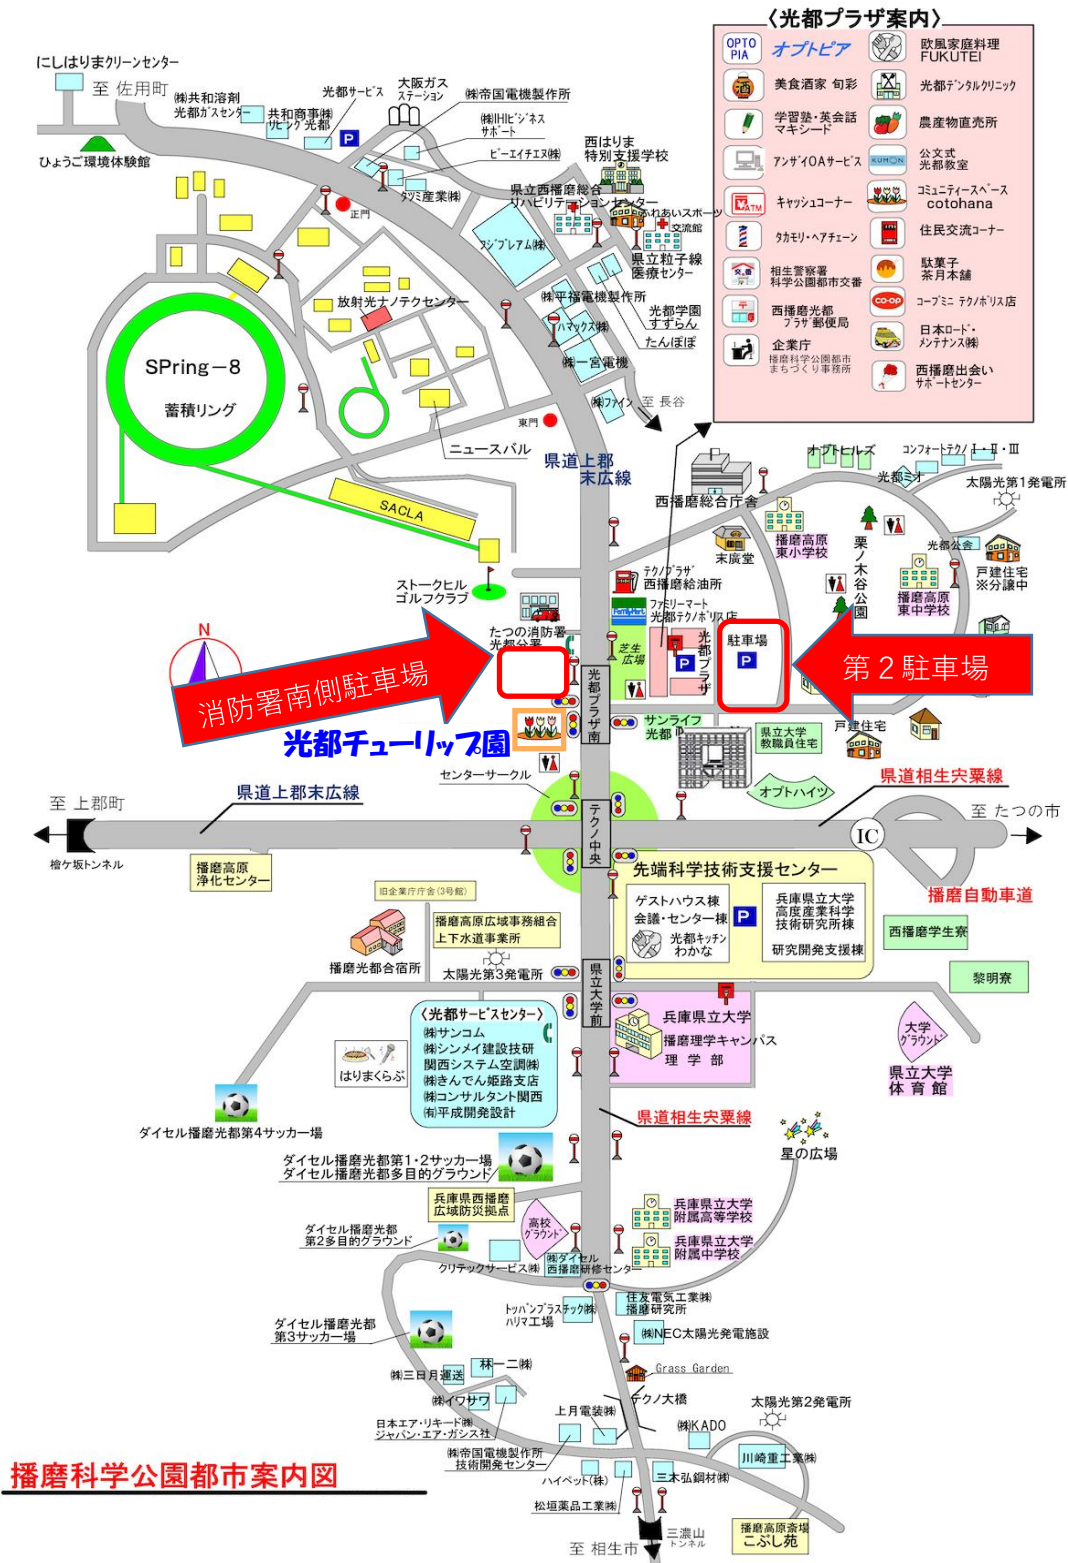 〈光都プラザ案内〉
OPTO
PIA
オプトピア
欧風家庭料理
FUKUTEI
美食酒家 旬彩
光都デンタルクリニック
学習塾・英会話
マキシード
農産物直売所
アンザイOAサービス
KUMON
公文式
光都教室
ATM
キャッシュコーナー
コミュニティースペース
cotohana
タカモリ・ヘアチェーン
住民交流コーナー
相生警察署
科学公園都市交番
駄菓子
茶月本舗
西播磨光都
プラザ郵便局
CO-OP
コープミニ テクノポリス店
企業庁
播磨科学公園都市
まちづくり事務所
日本ロード・
メンテナンス㈱
西播磨出会い
サポートセンター
にしはりまクリーンセンター
至 佐用町
㈱共和溶剤
光都ガスセンター
共和商事㈱
リビング光都
光都サービス
P
大阪ガス
ステーション
㈱帝国電機製作所
㈱IHIビジネス
サポート
ビーエイチエヌ㈱
タツミ産業㈱
ひょうご環境体験館
正門
西はりま
特別支援学校
県立西播磨総合
リハビリテーションセンター
ふれあいスポーツ
交流館
フジプレアム㈱
県立粒子線
医療センター
㈱平福電機製作所
光都学園
すずらん
たんぽぽ
ハマックス㈱
㈱一宮電機
㈱ファイン
至 長谷
放射光ナノテクセンター
SPring－8
蓄積リング
東門
ニュースバル
SACLA
県道上郡
末広線
ストークヒル
ゴルフクラブ
西播磨総合庁舎
オプトヒルズ
コンフォートテクノⅠ・Ⅱ・Ⅲ
光都ミオ
太陽光第1発電所
播磨高原
東小学校
末廣堂
栗ノ木谷公園
光都公舎
戸建住宅
※分譲中
播磨高原
東中学校
テクノプラザ
西播磨給油所
FamilyMart
ファミリーマート
光都テクノポリス店
たつの消防署
光都分署
芝生
広場
光都プラザ
P
駐車場
P
第２駐車場
N
消防署南側駐車場
光都プラザ南
光都チューリップ園
サンライフ
光都
県立大学
教職員住宅
戸建住宅
オプトハイツ
センターサークル
県道相生宍粟線
至 上郡町
県道上郡末広線
至 たつの市
テクノ中央
IC
檜ケ坂トンネル
播磨高原
浄化センター
播磨自動車道
旧企業庁庁舎(3号館)
先端科学技術支援センター
ゲストハウス棟
会議・センター棟
光都キッチン
わかな
P
兵庫県立大学
高度産業科学
技術研究所棟
研究開発支援棟
西播磨学生寮
黎明寮
播磨光都合宿所
播磨高原広域事務組合
上下水道事業所
太陽光第3発電所
県立大学前
〈光都サービスセンター〉
㈱サンコム
㈱シンメイ建設技研
関西システム空調㈱
㈱きんでん姫路支店
㈱コンサルタント関西
㈲平成開発設計
はりまくらぶ
兵庫県立大学
播磨理学キャンパス
理 学 部
大学
グラウンド
県立大学
体 育 館
ダイセル播磨光都第4サッカー場
県道相生宍粟線
星の広場
ダイセル播磨光都第1・2サッカー場
ダイセル播磨光都多目的グラウンド
兵庫県西播磨
広域防災拠点
高校
グラウンド
兵庫県立大学
附属高等学校
兵庫県立大学
附属中学校
ダイセル播磨光都
第2多目的グラウンド
クリテックサービス㈱
㈱ダイセル
西播磨研修センター
トッパンプラスチック㈱
ハリマ工場
住友電気工業㈱
播磨研究所
㈱NEC太陽光発電施設
ダイセル播磨光都
第3サッカー場
Grass Garden
㈱三日月運送
林一二㈱
㈱イワサワ
テクノ大橋
太陽光第2発電所
日本エア・リキード㈱
ジャパン・エア・ガシズ社
上月電装㈱
㈱KADO
㈱帝国電機製作所
技術開発センター
川崎重工業㈱
ハイペット(株)
三木弘鋼材㈱
松垣薬品工業㈱
播磨高原斎場
こぶし苑
三濃山
トンネル
至 相生市
播磨科学公園都市案内図